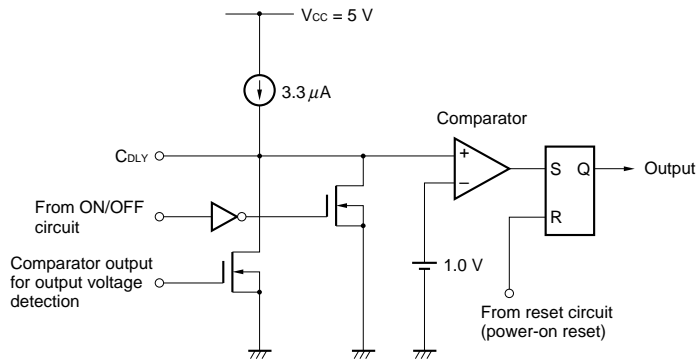 VCC = 5 V
3.3 μA
Comparator
CDLY
+
−
S Q
Output
From ON/OFF
circuit
R
Comparator output
for output voltage
detection
1.0 V
From reset circuit
(power-on reset)